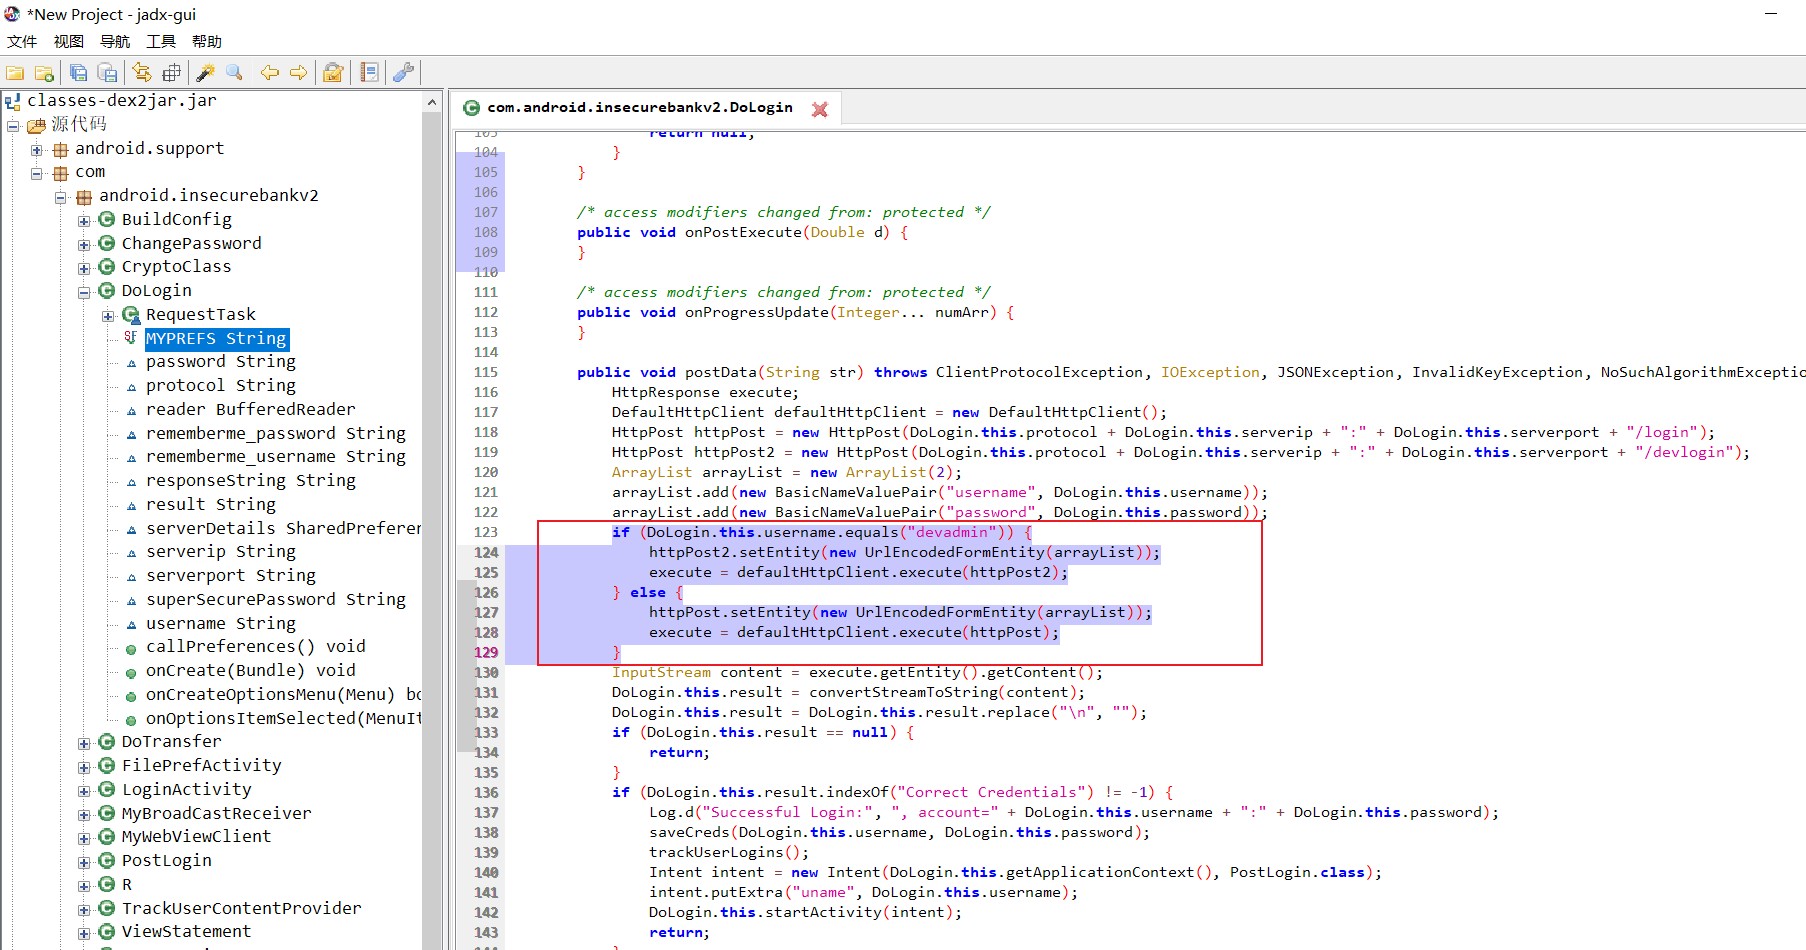 *New Project - jadx-gui
文件 视图 导航 工具 帮助
classes-dex2jar.jar
源代码
android.support
com
android.insecurebankv2
BuildConfig
ChangePassword
CryptoClass
DoLogin
RequestTask
MYPREFS String
password String
protocol String
reader BufferedReader
rememberme_password String
rememberme_username String
responseString String
result String
serverDetails SharedPreferen
serverip String
serverport String
superSecurePassword String
username String
callPreferences() void
onCreate(Bundle) void
onCreateOptionsMenu(Menu) bo
onOptionsItemSelected(MenuIt
DoTransfer
FilePrefActivity
LoginActivity
MyBroadCastReceiver
MyWebViewClient
PostLogin
R
TrackUserContentProvider
ViewStatement
com.android.insecurebankv2.DoLogin
103 return null;
104 }
105 }
106
107 /* access modifiers changed from: protected */
108 public void onPostExecute(Double d) {
109 }
110
111 /* access modifiers changed from: protected */
112 public void onProgressUpdate(Integer... numArr) {
113 }
114
115 public void postData(String str) throws ClientProtocolException, IOException, JSONException, InvalidKeyException, NoSuchAlgorithmExceptio
116 HttpResponse execute;
117 DefaultHttpClient defaultHttpClient = new DefaultHttpClient();
118 HttpPost httpPost = new HttpPost(DoLogin.this.protocol + DoLogin.this.serverip + ":" + DoLogin.this.serverport + "/login");
119 HttpPost httpPost2 = new HttpPost(DoLogin.this.protocol + DoLogin.this.serverip + ":" + DoLogin.this.serverport + "/devlogin");
120 ArrayList arrayList = new ArrayList(2);
121 arrayList.add(new BasicNameValuePair("username", DoLogin.this.username));
122 arrayList.add(new BasicNameValuePair("password", DoLogin.this.password));
123 if (DoLogin.this.username.equals("devadmin")) {
124 httpPost2.setEntity(new UrlEncodedFormEntity(arrayList));
125 execute = defaultHttpClient.execute(httpPost2);
126 } else {
127 httpPost.setEntity(new UrlEncodedFormEntity(arrayList));
128 execute = defaultHttpClient.execute(httpPost);
129 }
130 InputStream content = execute.getEntity().getContent();
131 DoLogin.this.result = convertStreamToString(content);
132 DoLogin.this.result = DoLogin.this.result.replace("\n", "");
133 if (DoLogin.this.result == null) {
134 return;
135 }
136 if (DoLogin.this.result.indexOf("Correct Credentials") != -1) {
137 Log.d("Successful Login:", ", account=" + DoLogin.this.username + ":" + DoLogin.this.password);
138 saveCreds(DoLogin.this.username, DoLogin.this.password);
139 trackUserLogins();
140 Intent intent = new Intent(DoLogin.this.getApplicationContext(), PostLogin.class);
141 intent.putExtra("uname", DoLogin.this.username);
142 DoLogin.this.startActivity(intent);
143 return;